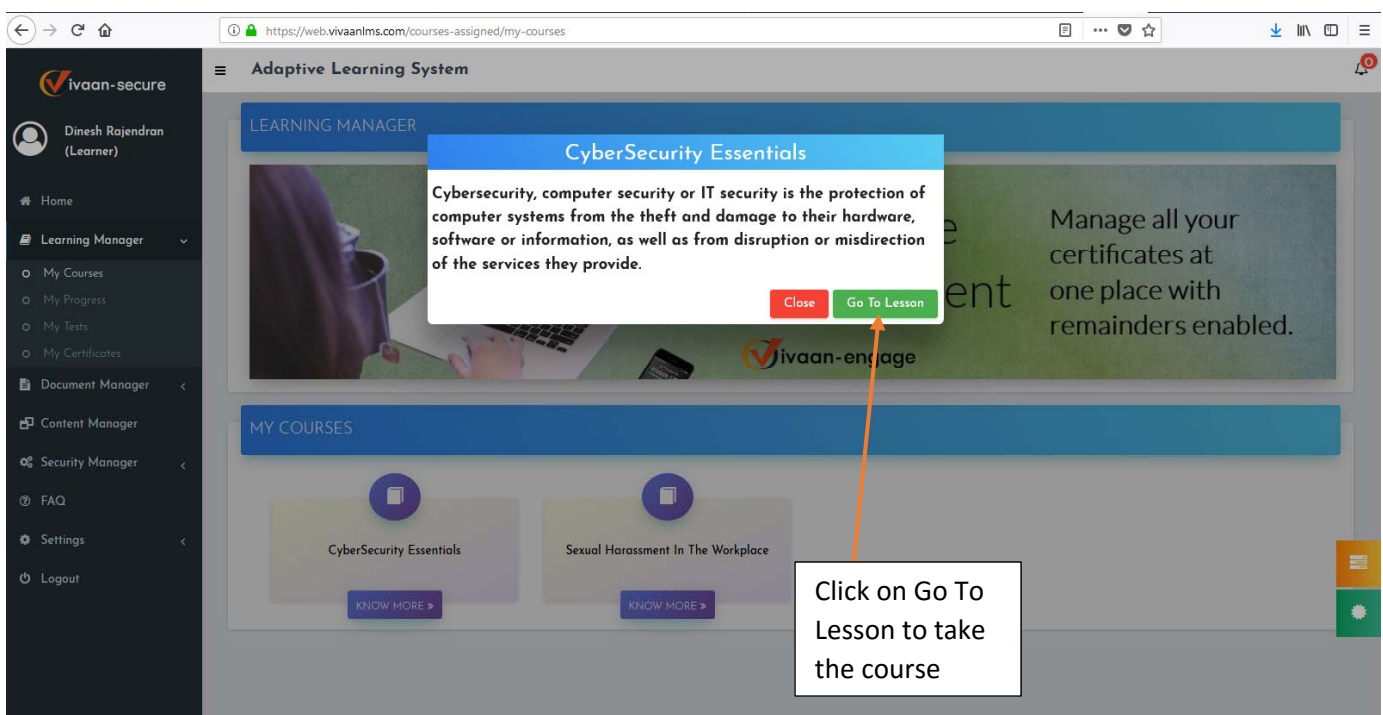 https://web.vivaanlms.com/courses-assigned/my-courses
ivaan-secure
Adaptive Learning System
0
Dinesh Rajendran
(Learner)
Home
Learning Manager
My Courses
My Progress
My Tests
My Certificates
Document Manager
Content Manager
Security Manager
FAQ
Settings
Logout
LEARNING MANAGER
CyberSecurity Essentials
Cybersecurity, computer security or IT security is the protection of
computer systems from the theft and damage to their hardware,
software or information, as well as from disruption or misdirection
of the services they provide.
Close
Go To Lesson
ent
Manage all your
certificates at
one place with
remainders enabled.
ivaan-engage
MY COURSES
CyberSecurity Essentials
KNOW MORE »
Sexual Harassment In The Workplace
KNOW MORE »
Click on Go To
Lesson to take
the course